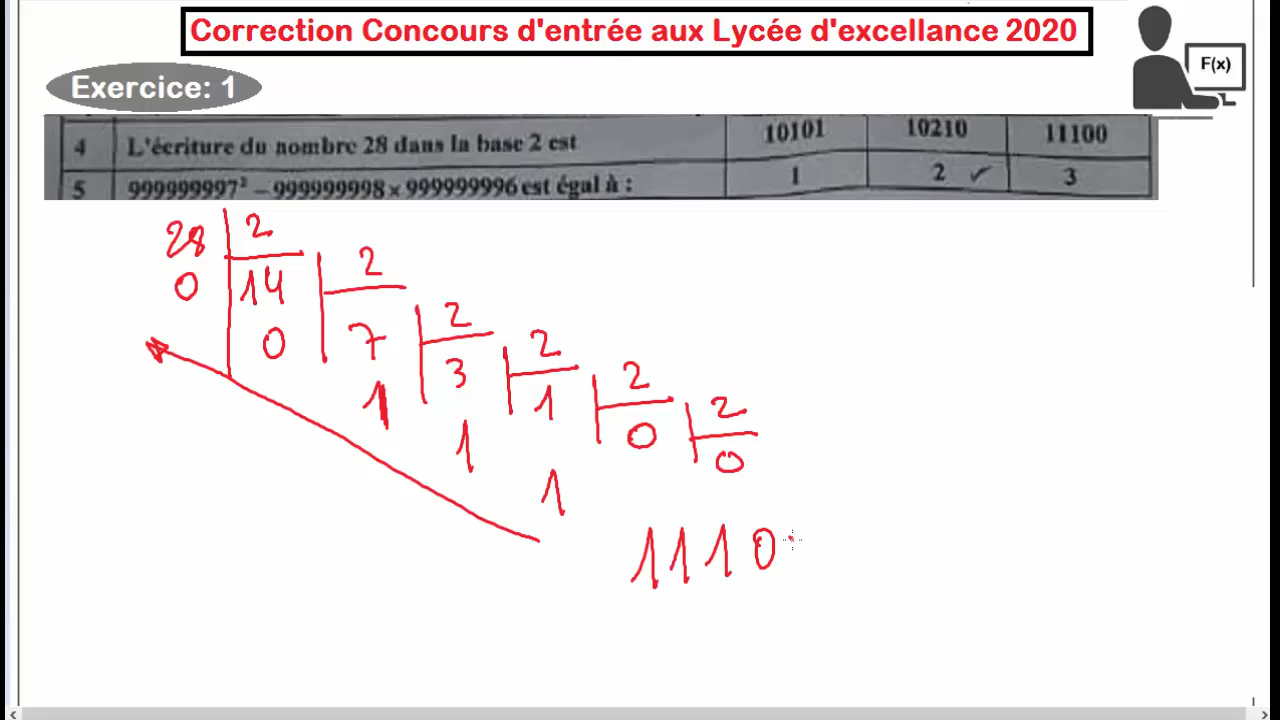 Correction Concours d'entrée aux Lycée d'excellance 2020
F(x)
Exercice: 1
4 L'écriture du nombre 28 dans la base 2 est 10101 10210 11100
5 999999997² – 999999998 × 999999996 est égal à : 1 2 ✓ 3
28 2
0 14 2
0 7 2
1 3 2
1 1 2
1 0 2
0
1110